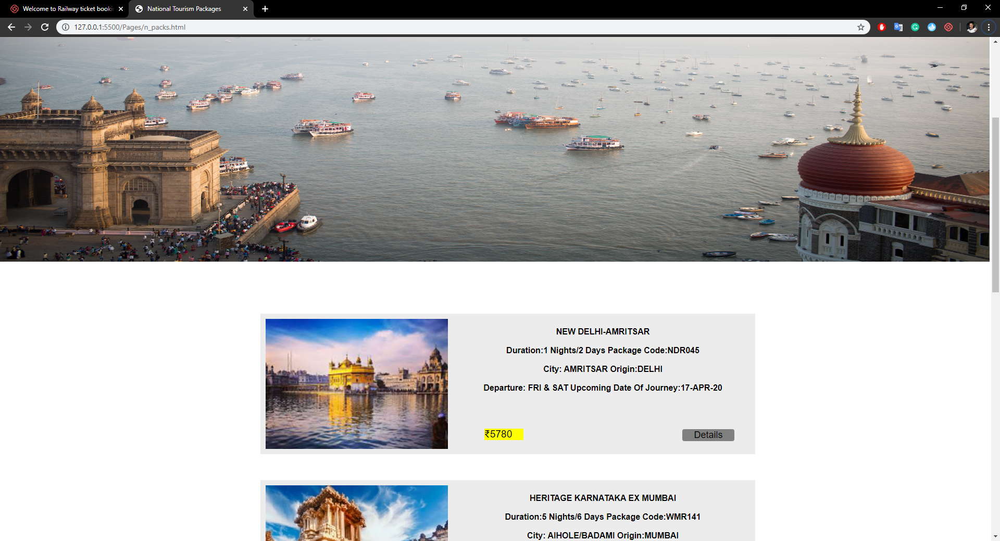 Welcome to Railway ticket booki
National Tourism Packages
127.0.0.1:5500/Pages/n_packs.html
NEW DELHI-AMRITSAR
Duration:1 Nights/2 Days Package Code:NDR045
City: AMRITSAR Origin:DELHI
Departure: FRI & SAT Upcoming Date Of Journey:17-APR-20
₹5780
Details
HERITAGE KARNATAKA EX MUMBAI
Duration:5 Nights/6 Days Package Code:WMR141
City: AIHOLE/BADAMI Origin:MUMBAI